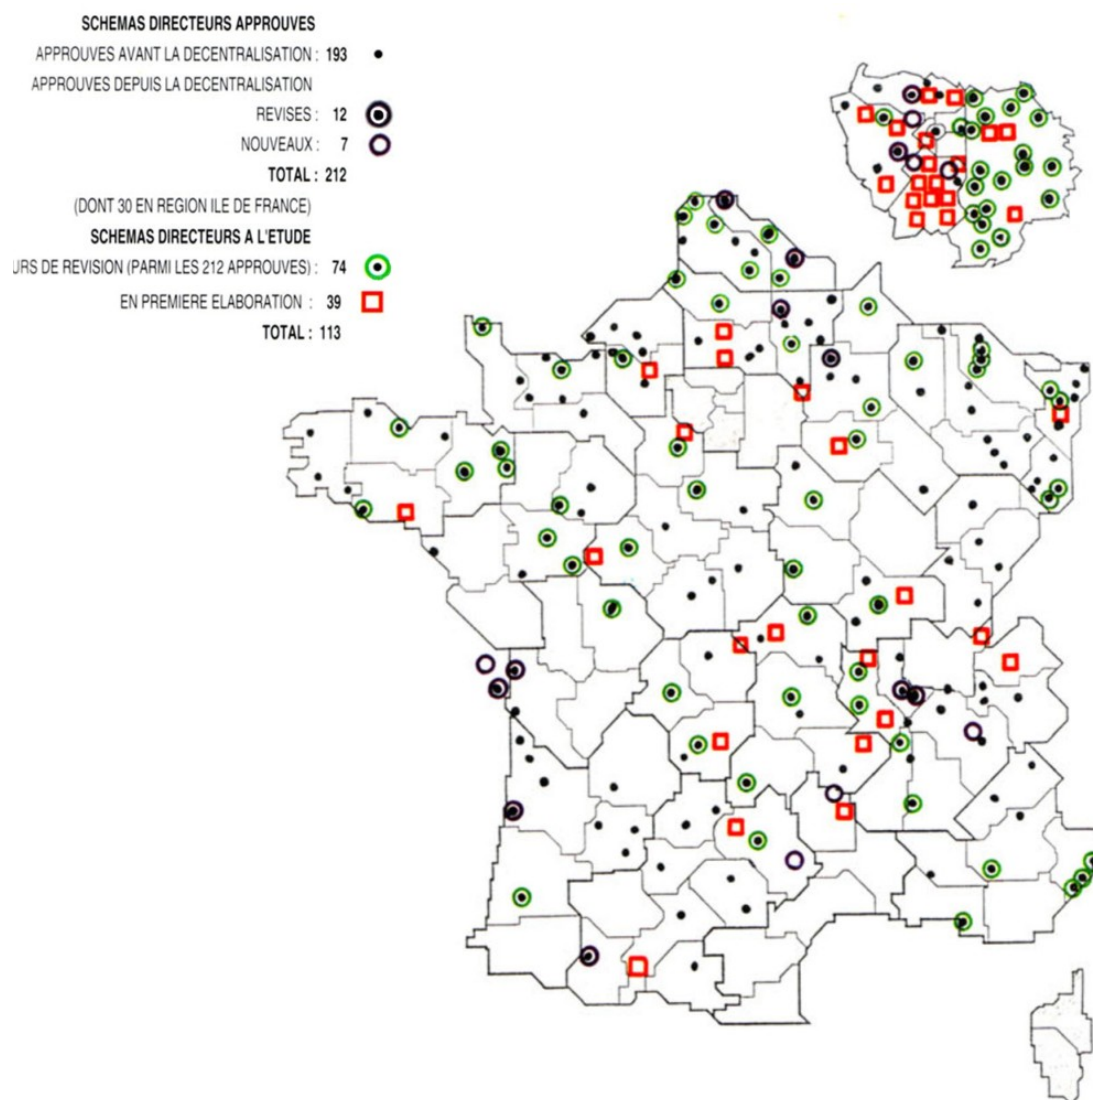 SCHEMAS DIRECTEURS APPROUVES
APPROUVES AVANT LA DECENTRALISATION : 193
APPROUVES DEPUIS LA DECENTRALISATION
REVISES : 12
NOUVEAUX : 7
TOTAL : 212
(DONT 30 EN REGION ILE DE FRANCE)
SCHEMAS DIRECTEURS A L'ETUDE
URS DE REVISION (PARMI LES 212 APPROUVES) : 74
EN PREMIERE ELABORATION : 39
TOTAL : 113